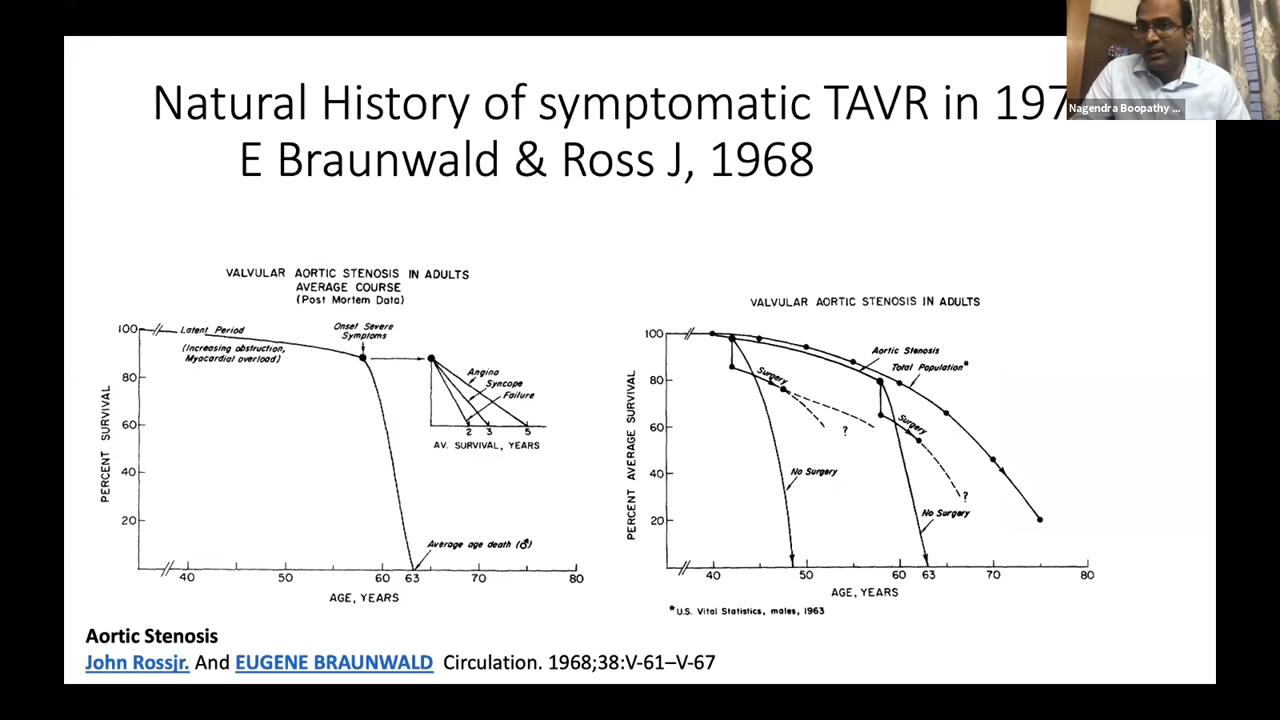 Natural History of symptomatic TAVR in 197
E Braunwald & Ross J, 1968
Nagendra Boopathy ...
VALVULAR AORTIC STENOSIS IN ADULTS
AVERAGE COURSE
(Post Mortem Data)
100
80
60
40
20
PERCENT SURVIVAL
Latent Period
(Increasing obstruction,
Myocardial overload)
Onset Severe
Symptoms
Angina
Syncope
Failure
2 3 5
AV. SURVIVAL, YEARS
Average age death (♂)
40 50 60 63 70 80
AGE, YEARS
VALVULAR AORTIC STENOSIS IN ADULTS
100
80
60
40
20
PERCENT AVERAGE SURVIVAL
Aortic Stenosis
Total Population*
Surgery
?
Surgery
?
No Surgery
No Surgery
40 50 60 63 70 80
AGE, YEARS
*U.S. Vital Statistics, males, 1963
Aortic Stenosis
John Rossjr. And EUGENE BRAUNWALD Circulation. 1968;38:V-61–V-67